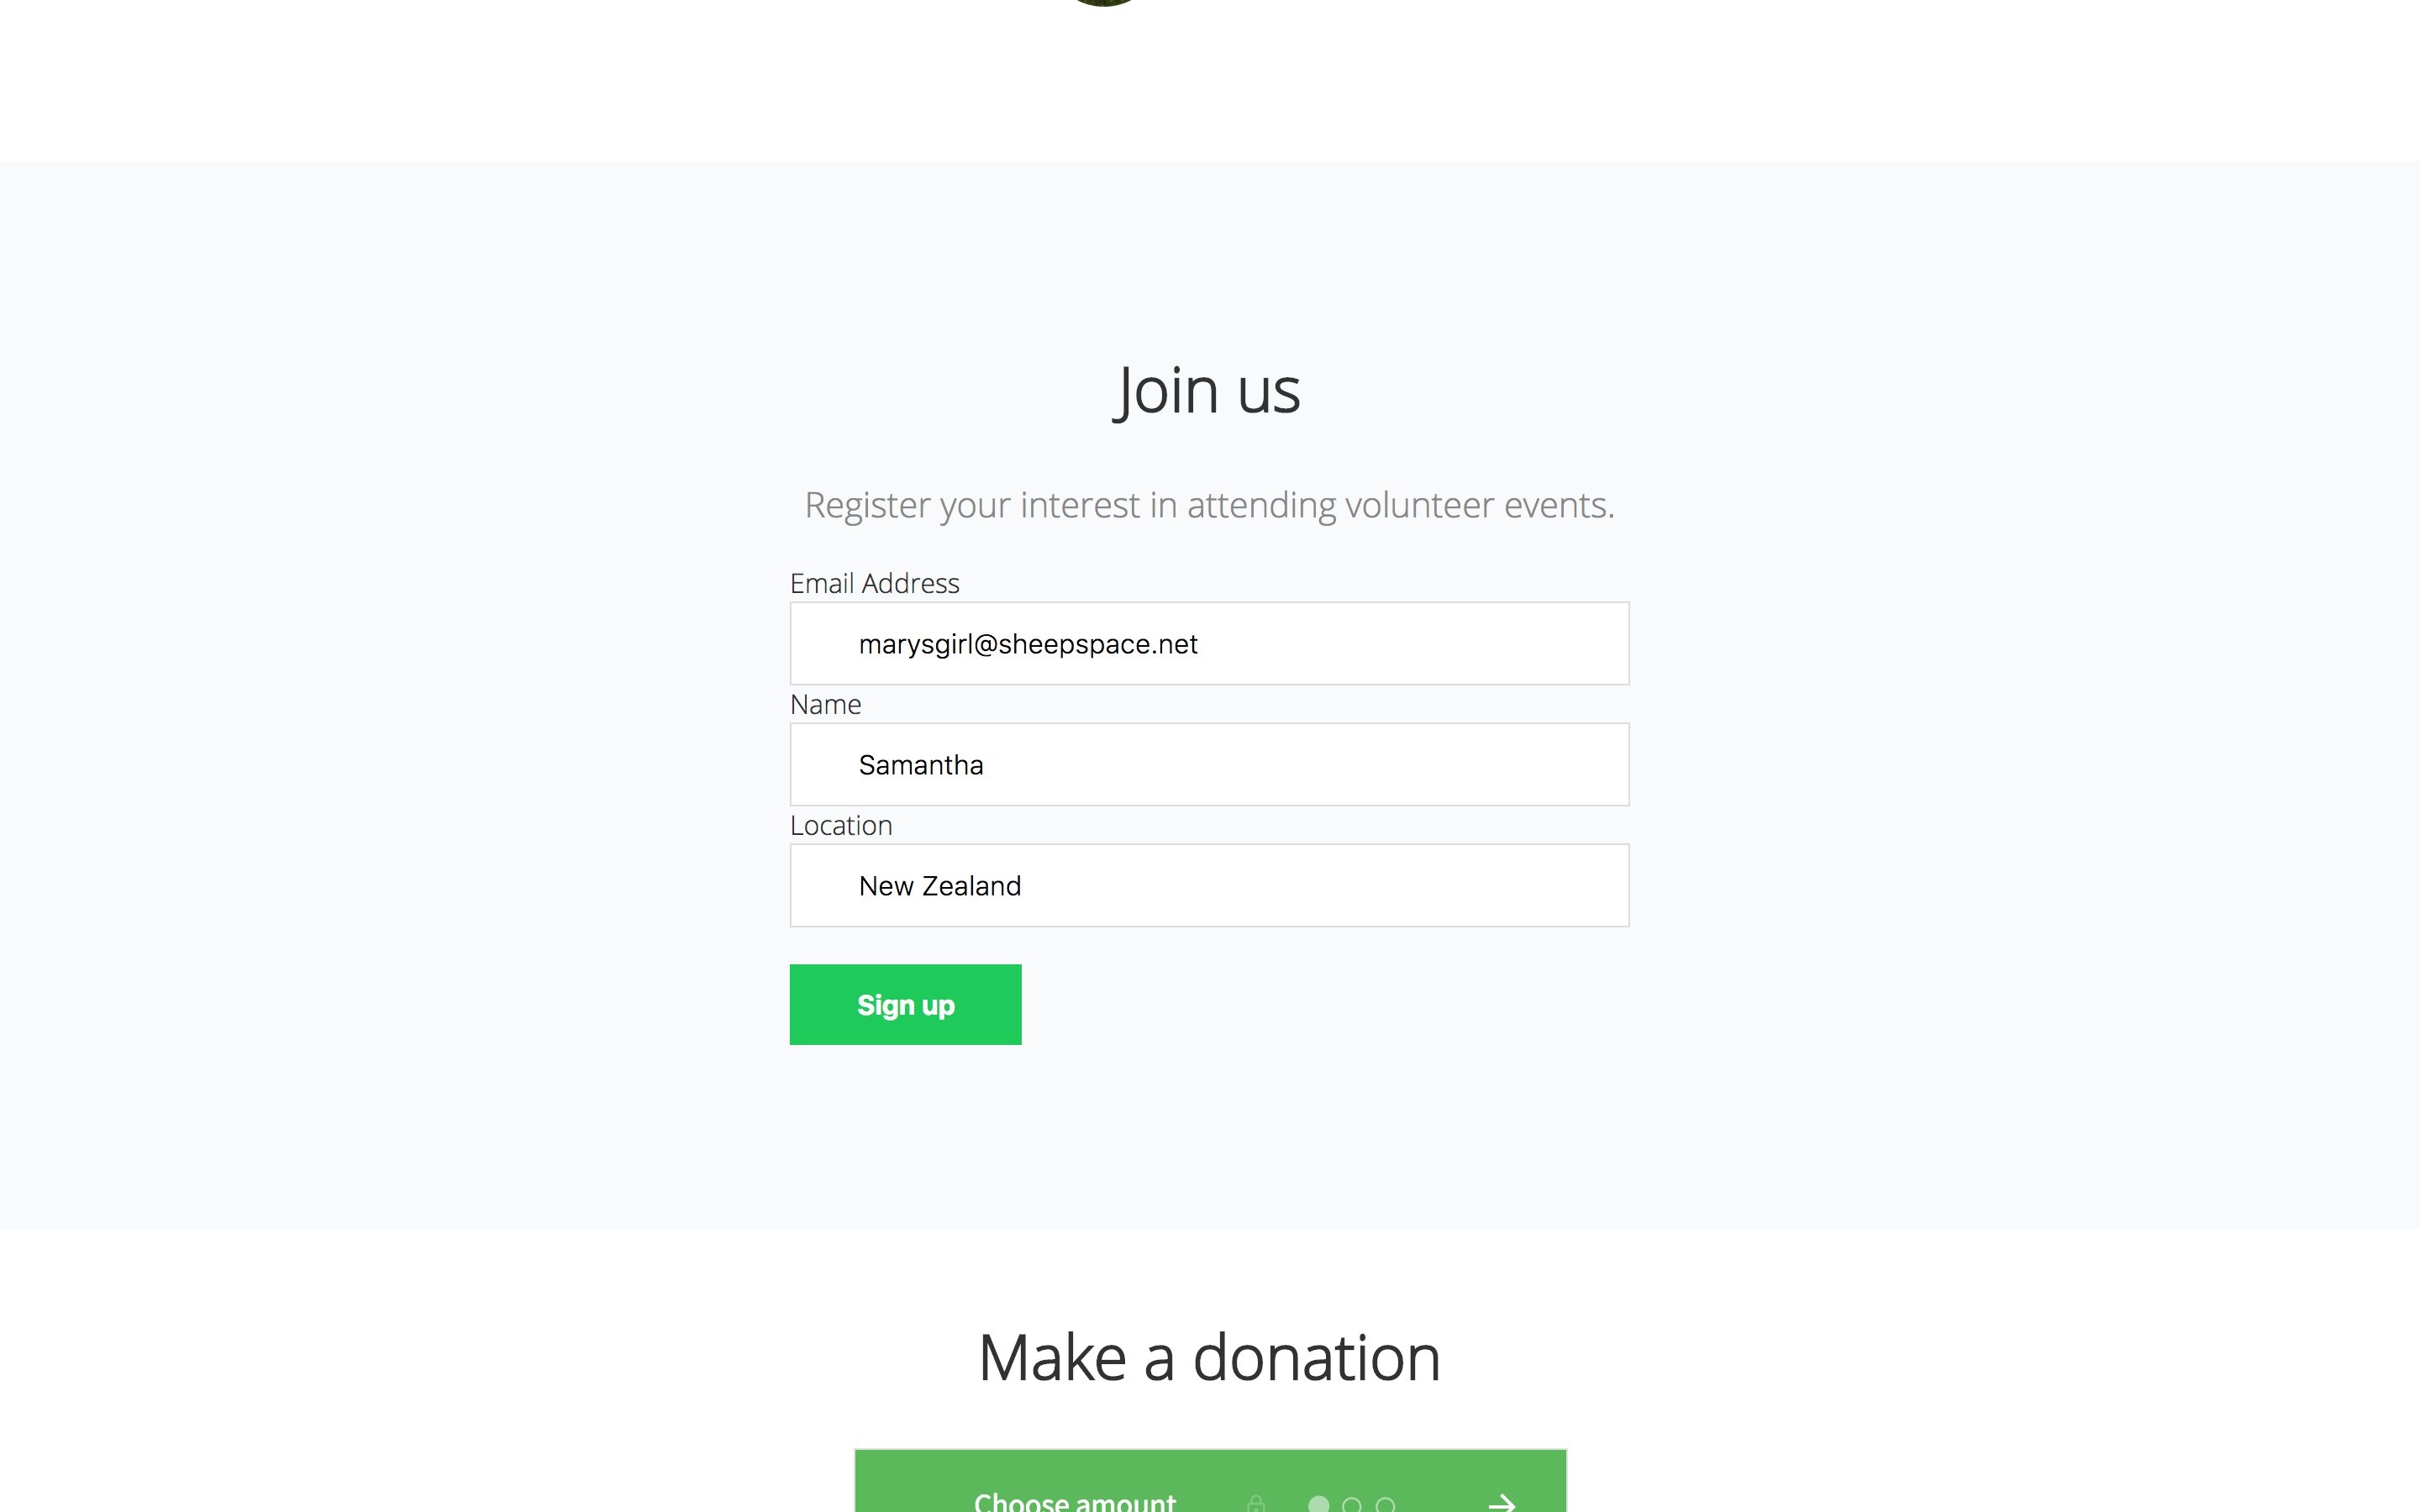 Join us
Register your interest in attending volunteer events.
Email Address
marysgirl@sheepspace.net
Name
Samantha
Location
New Zealand
Sign up
Make a donation
Choose amount